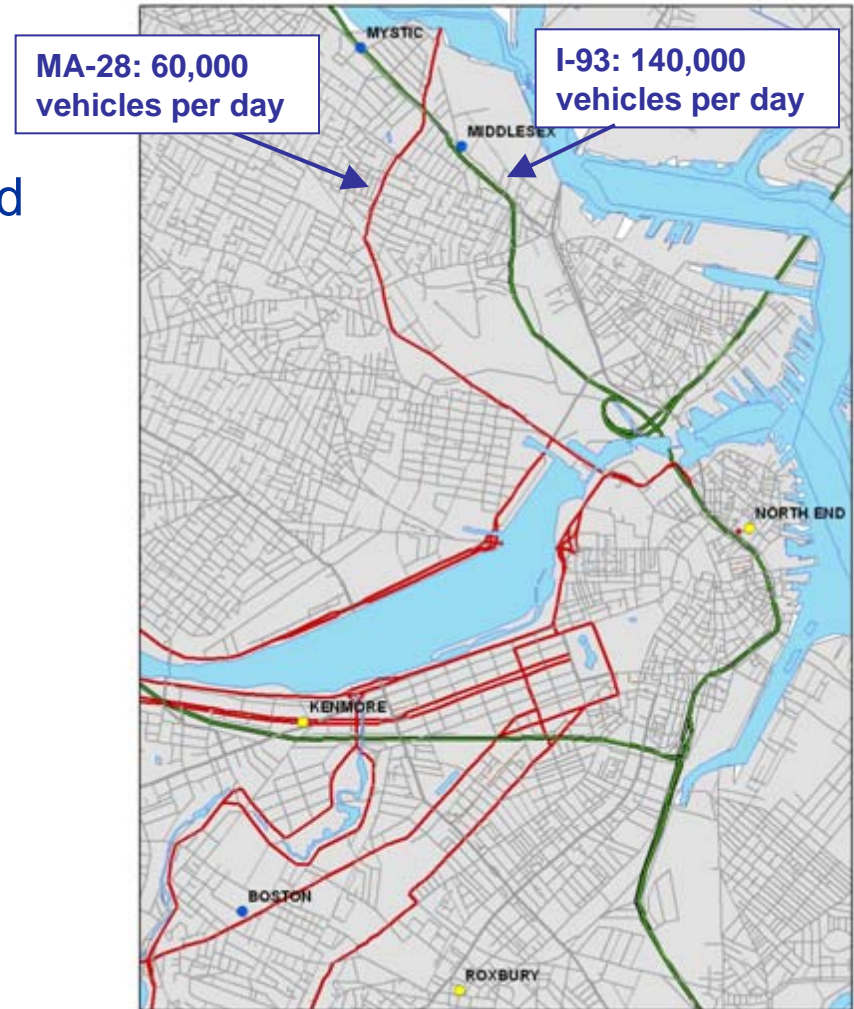 MYSTIC
MA-28: 60,000
vehicles per day
I-93: 140,000
vehicles per day
MIDDLESEX
d
NORTH END
KENMORE
BOSTON
ROXBURY